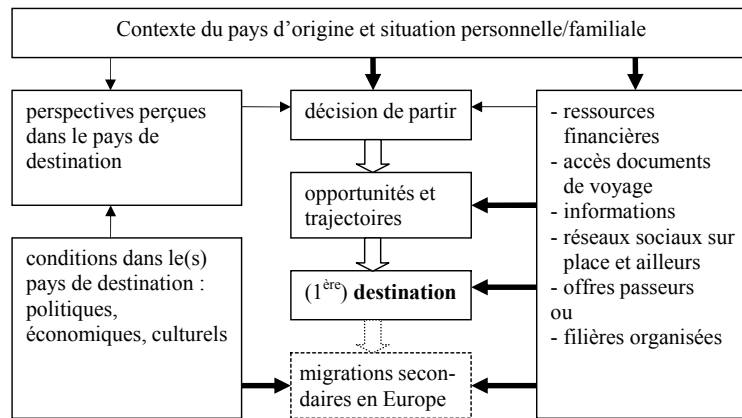 Contexte du pays d'origine et situation personnelle/familiale
perspectives perçues
dans le pays de
destination
décision de partir
- ressources
financières
- accès documents
de voyage
- informations
- réseaux sociaux sur
place et ailleurs
- offres passeurs
ou
- filières organisées
opportunités et
trajectoires
conditions dans le(s)
pays de destination :
politiques,
économiques, culturels
(1ère) destination
migrations secon-
daires en Europe